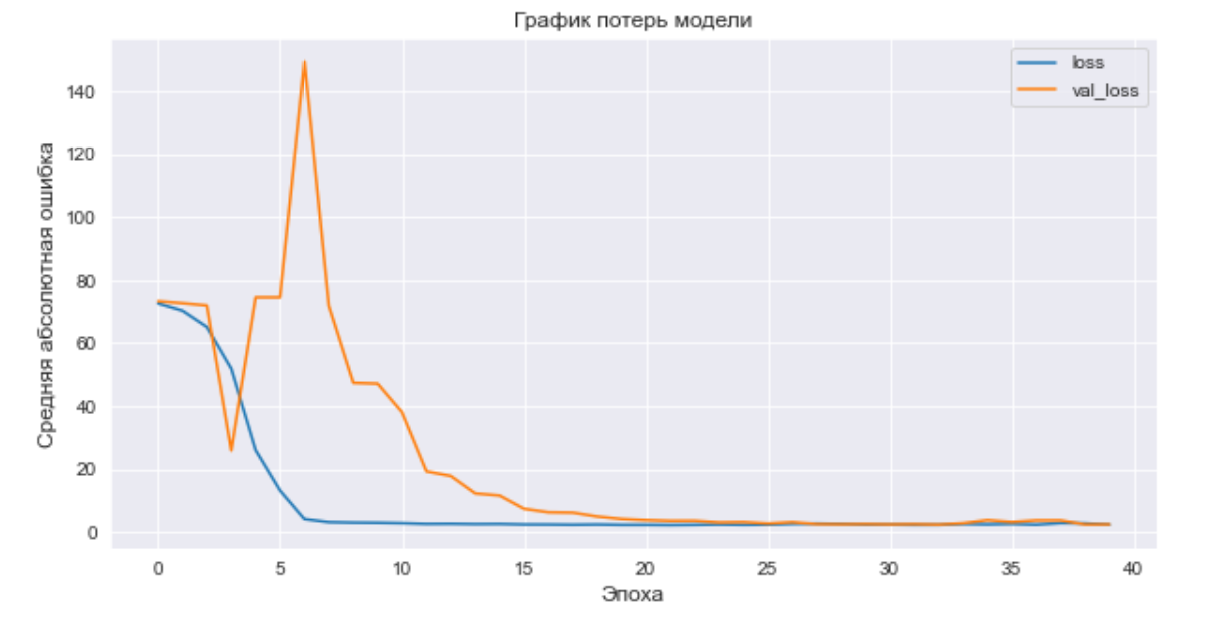 График потерь модели
loss
val_loss
Средняя абсолютная ошибка
140
120
100
80
60
40
20
0
0 5 10 15 20 25 30 35 40
Эпоха